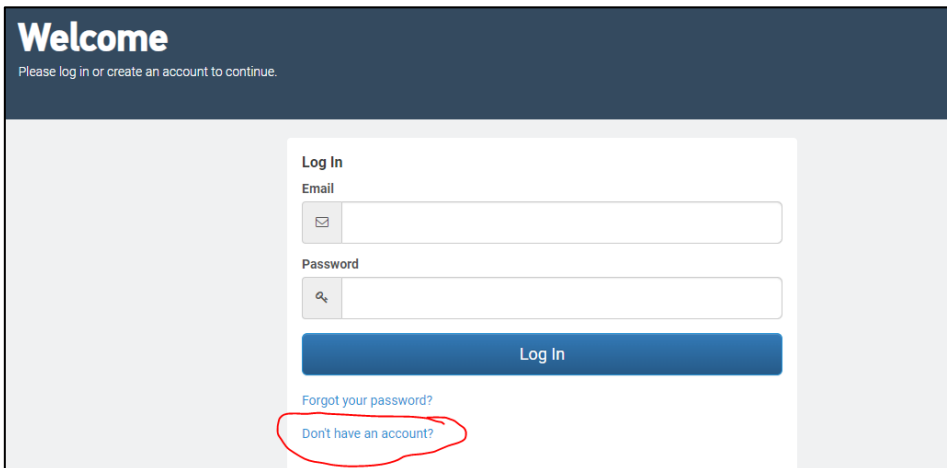 Welcome
Please log in or create an account to continue.
Log In
Email
Password
Log In
Forgot your password?
Don't have an account?